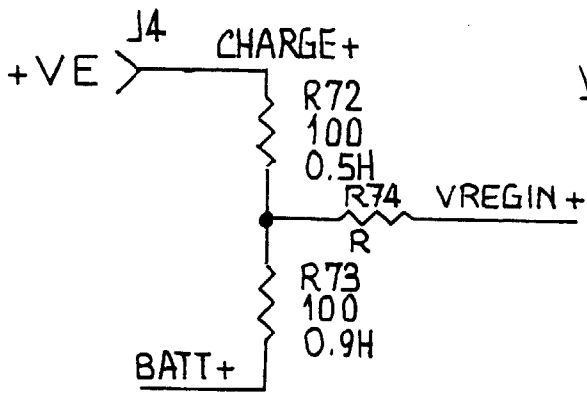 J4
CHARGE+
+VE
R72
100
0.5H
R74
VREGIN+
R
R73
100
0.9H
BATT+